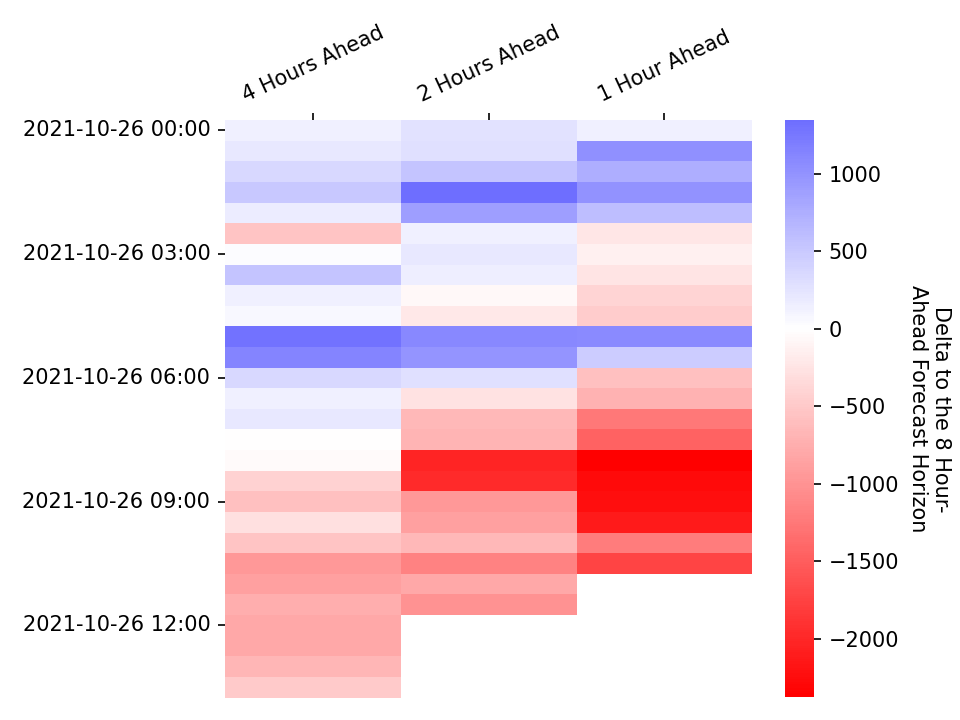 4 Hours Ahead
2 Hours Ahead
1 Hour Ahead
2021-10-26 00:00
2021-10-26 03:00
2021-10-26 06:00
2021-10-26 09:00
2021-10-26 12:00
1000
500
0
−500
−1000
−1500
−2000
Delta to the 8 Hour-
Ahead Forecast Horizon